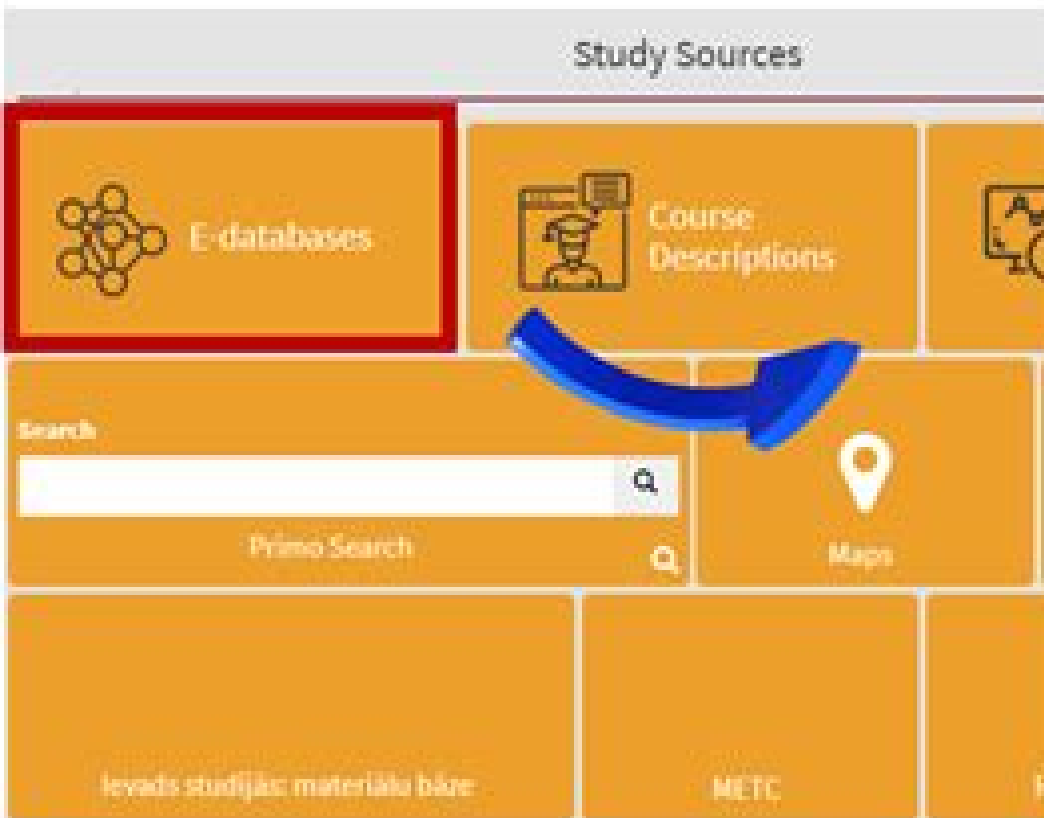 Study Sources
E-databases
Course
Descriptions
Search
Primo Search
Maps
Ievads studijās: materiālu bāze
METC